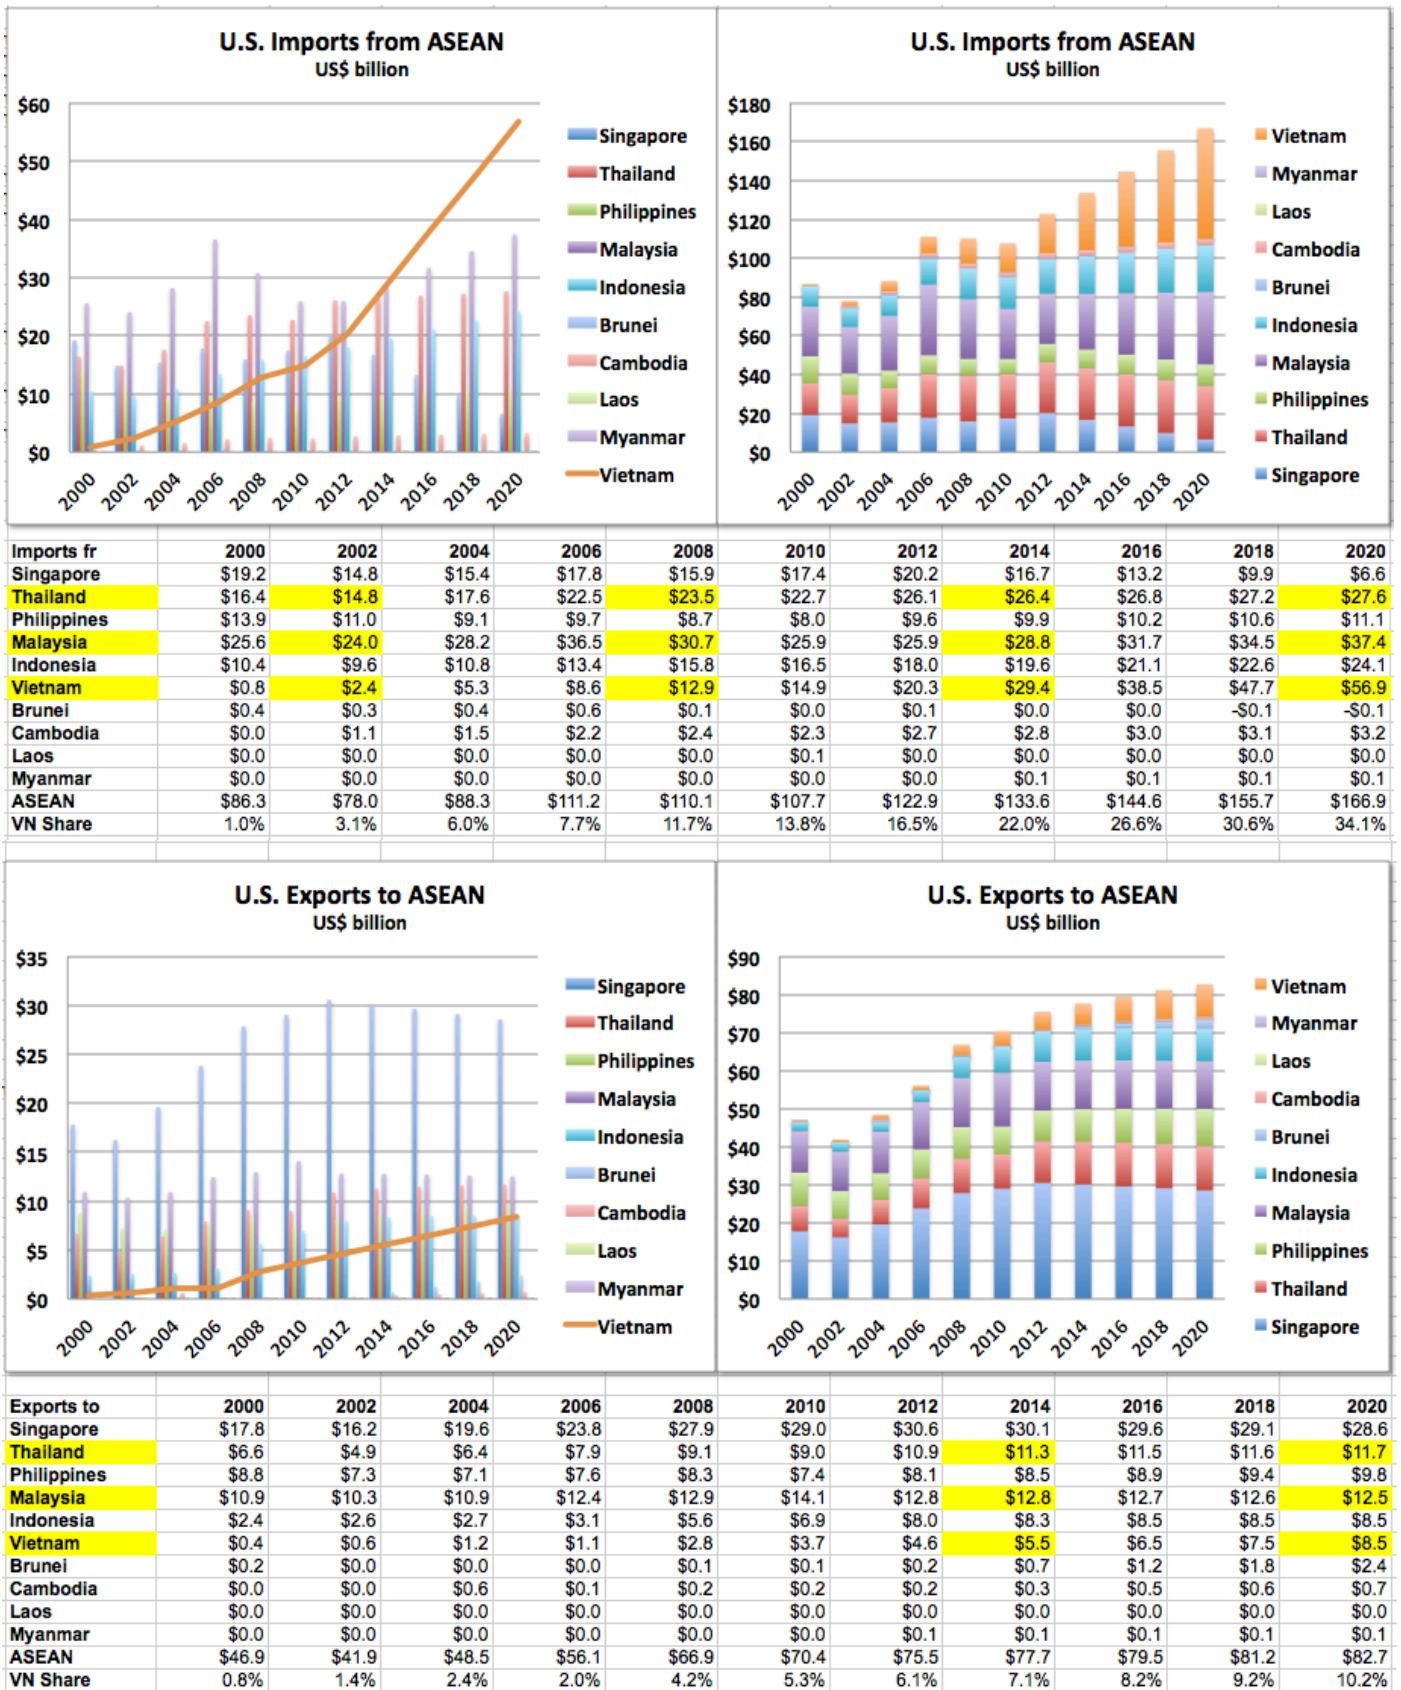 U.S. Imports from ASEAN
US$ billion
$60
$50
$40
$30
$20
$10
$0
2000 2002 2004 2006 2008 2010 2012 2014 2016 2018 2020
Singapore
Thailand
Philippines
Malaysia
Indonesia
Brunei
Cambodia
Laos
Myanmar
Vietnam
U.S. Imports from ASEAN
US$ billion
$180
$160
$140
$120
$100
$80
$60
$40
$20
$0
2000 2002 2004 2006 2008 2010 2012 2014 2016 2018 2020
Vietnam
Myanmar
Laos
Cambodia
Brunei
Indonesia
Malaysia
Philippines
Thailand
Singapore
Imports fr 2000 2002 2004 2006 2008 2010 2012 2014 2016 2018 2020
Singapore $19.2 $14.8 $15.4 $17.8 $15.9 $17.4 $20.2 $16.7 $13.2 $9.9 $6.6
Thailand $16.4 $14.8 $17.6 $22.5 $23.5 $22.7 $26.1 $26.4 $26.8 $27.2 $27.6
Philippines $13.9 $11.0 $9.1 $9.7 $8.7 $8.0 $9.6 $9.9 $10.2 $10.6 $11.1
Malaysia $25.6 $24.0 $28.2 $36.5 $30.7 $25.9 $25.9 $28.8 $31.7 $34.5 $37.4
Indonesia $10.4 $9.6 $10.8 $13.4 $15.8 $16.5 $18.0 $19.6 $21.1 $22.6 $24.1
Vietnam $0.8 $2.4 $5.3 $8.6 $12.9 $14.9 $20.3 $29.4 $38.5 $47.7 $56.9
Brunei $0.4 $0.3 $0.4 $0.6 $0.1 $0.0 $0.1 $0.0 $0.0 -$0.1 -$0.1
Cambodia $0.0 $1.1 $1.5 $2.2 $2.4 $2.3 $2.7 $2.8 $3.0 $3.1 $3.2
Laos $0.0 $0.0 $0.0 $0.0 $0.0 $0.1 $0.0 $0.0 $0.0 $0.0 $0.0
Myanmar $0.0 $0.0 $0.0 $0.0 $0.0 $0.0 $0.0 $0.1 $0.1 $0.1 $0.1
ASEAN $86.3 $78.0 $88.3 $111.2 $110.1 $107.7 $122.9 $133.6 $144.6 $155.7 $166.9
VN Share 1.0% 3.1% 6.0% 7.7% 11.7% 13.8% 16.5% 22.0% 26.6% 30.6% 34.1%
U.S. Exports to ASEAN
US$ billion
$35
$30
$25
$20
$15
$10
$5
$0
2000 2002 2004 2006 2008 2010 2012 2014 2016 2018 2020
Singapore
Thailand
Philippines
Malaysia
Indonesia
Brunei
Cambodia
Laos
Myanmar
Vietnam
U.S. Exports to ASEAN
US$ billion
$90
$80
$70
$60
$50
$40
$30
$20
$10
$0
2000 2002 2004 2006 2008 2010 2012 2014 2016 2018 2020
Vietnam
Myanmar
Laos
Cambodia
Brunei
Indonesia
Malaysia
Philippines
Thailand
Singapore
Exports to 2000 2002 2004 2006 2008 2010 2012 2014 2016 2018 2020
Singapore $17.8 $16.2 $19.6 $23.8 $27.9 $29.0 $30.6 $30.1 $29.6 $29.1 $28.6
Thailand $6.6 $4.9 $6.4 $7.9 $9.1 $9.0 $10.9 $11.3 $11.5 $11.6 $11.7
Philippines $8.8 $7.3 $7.1 $7.6 $8.3 $7.4 $8.1 $8.5 $8.9 $9.4 $9.8
Malaysia $10.9 $10.3 $10.9 $12.4 $12.9 $14.1 $12.8 $12.8 $12.7 $12.6 $12.5
Indonesia $2.4 $2.6 $2.7 $3.1 $5.6 $6.9 $8.0 $8.3 $8.5 $8.5 $8.5
Vietnam $0.4 $0.6 $1.2 $1.1 $2.8 $3.7 $4.6 $5.5 $6.5 $7.5 $8.5
Brunei $0.2 $0.0 $0.0 $0.0 $0.1 $0.1 $0.2 $0.7 $1.2 $1.8 $2.4
Cambodia $0.0 $0.0 $0.6 $0.1 $0.2 $0.2 $0.2 $0.3 $0.5 $0.6 $0.7
Laos $0.0 $0.0 $0.0 $0.0 $0.0 $0.0 $0.0 $0.0 $0.0 $0.0 $0.0
Myanmar $0.0 $0.0 $0.0 $0.0 $0.0 $0.0 $0.1 $0.1 $0.1 $0.1 $0.1
ASEAN $46.9 $41.9 $48.5 $56.1 $66.9 $70.4 $75.5 $77.7 $79.5 $81.2 $82.7
VN Share 0.8% 1.4% 2.4% 2.0% 4.2% 5.3% 6.1% 7.1% 8.2% 9.2% 10.2%